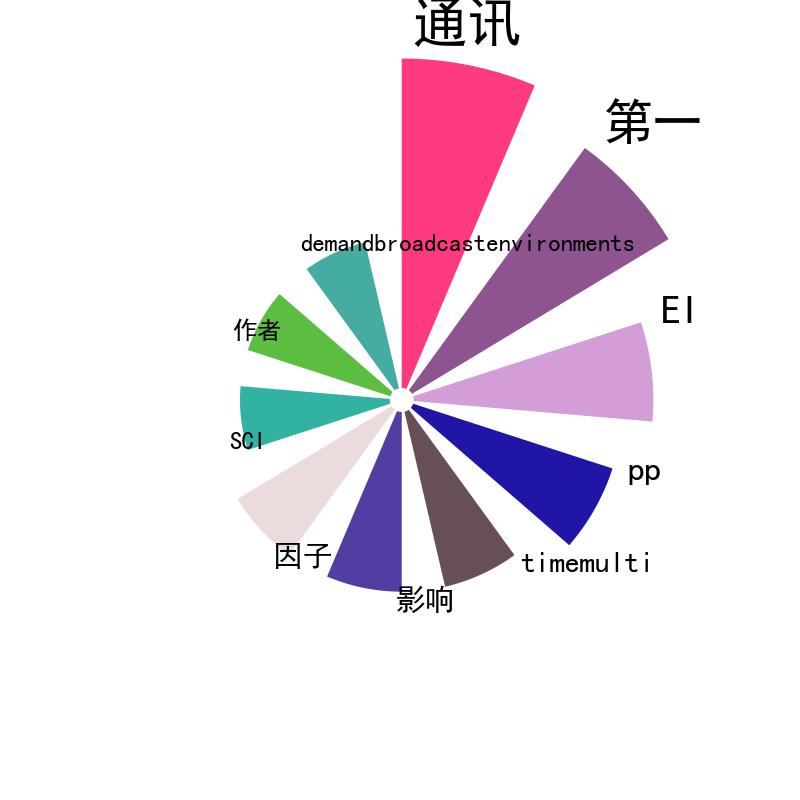 通讯
第一
demandbroadcastenvironments
EI
作者
SCI
pp
因子
timemulti
影响